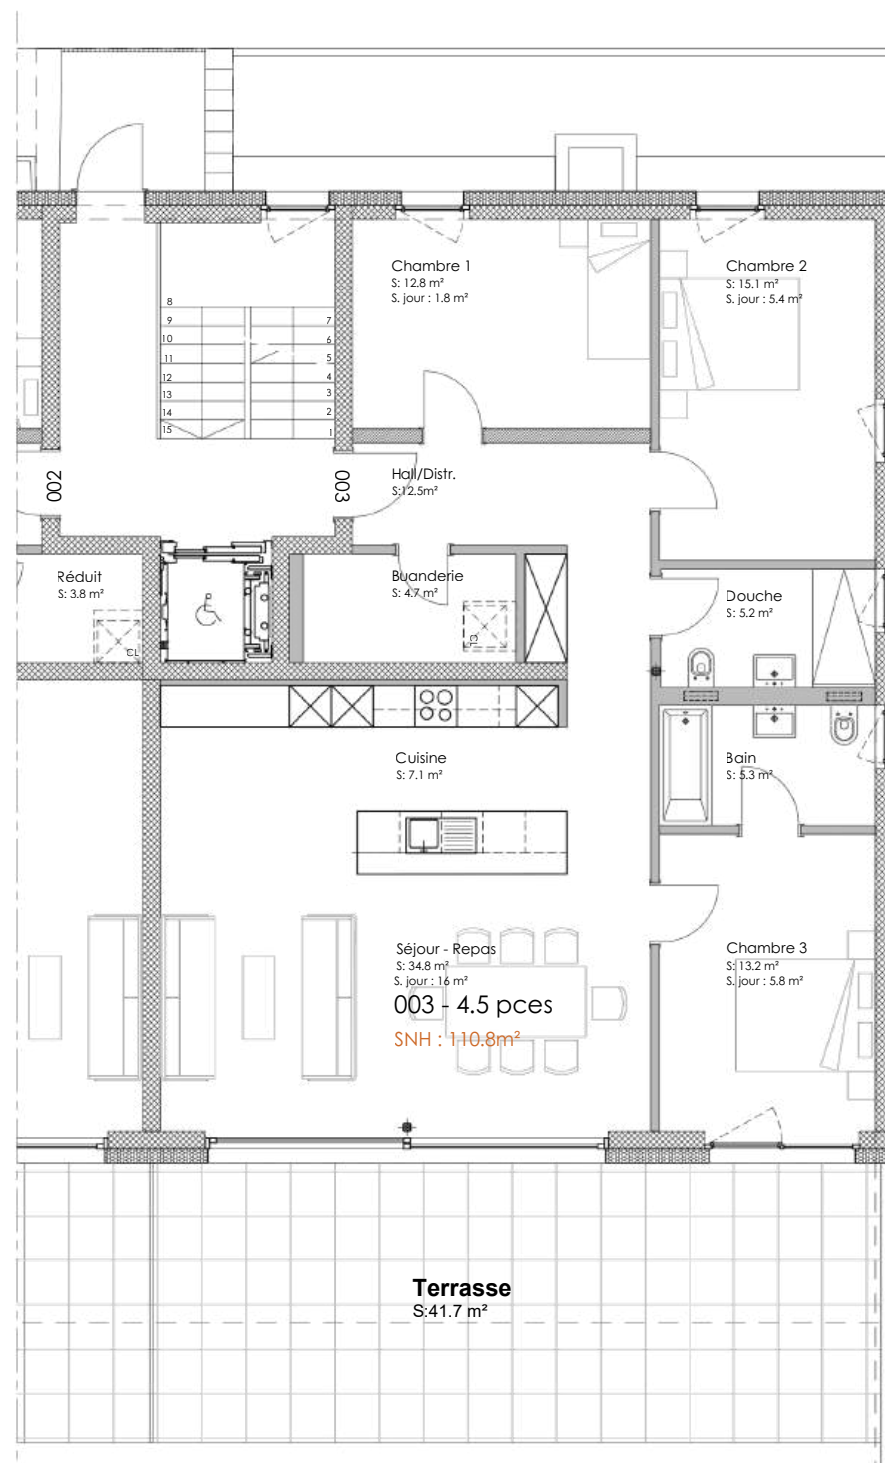 Chambre 1
S: 12.8 m²
S. jour : 1.8 m²
Chambre 2
S: 15.1 m²
S. jour : 5.4 m²
8
9
10
11
12
13
14
15
7
6
5
4
3
2
1
002
003
Hall/Distr.
S:12.5m²
Réduit
S: 3.8 m²
CL
Buanderie
S: 4.7 m²
CL
Douche
S: 5.2 m²
Cuisine
S: 7.1 m²
Bain
S: 5.3 m²
Séjour - Repas
S: 34.8 m²
S. jour : 16 m²
003 - 4.5 pces
SNH : 110.8m²
Chambre 3
S: 13.2 m²
S. jour : 5.8 m²
Terrasse
S:41.7 m²